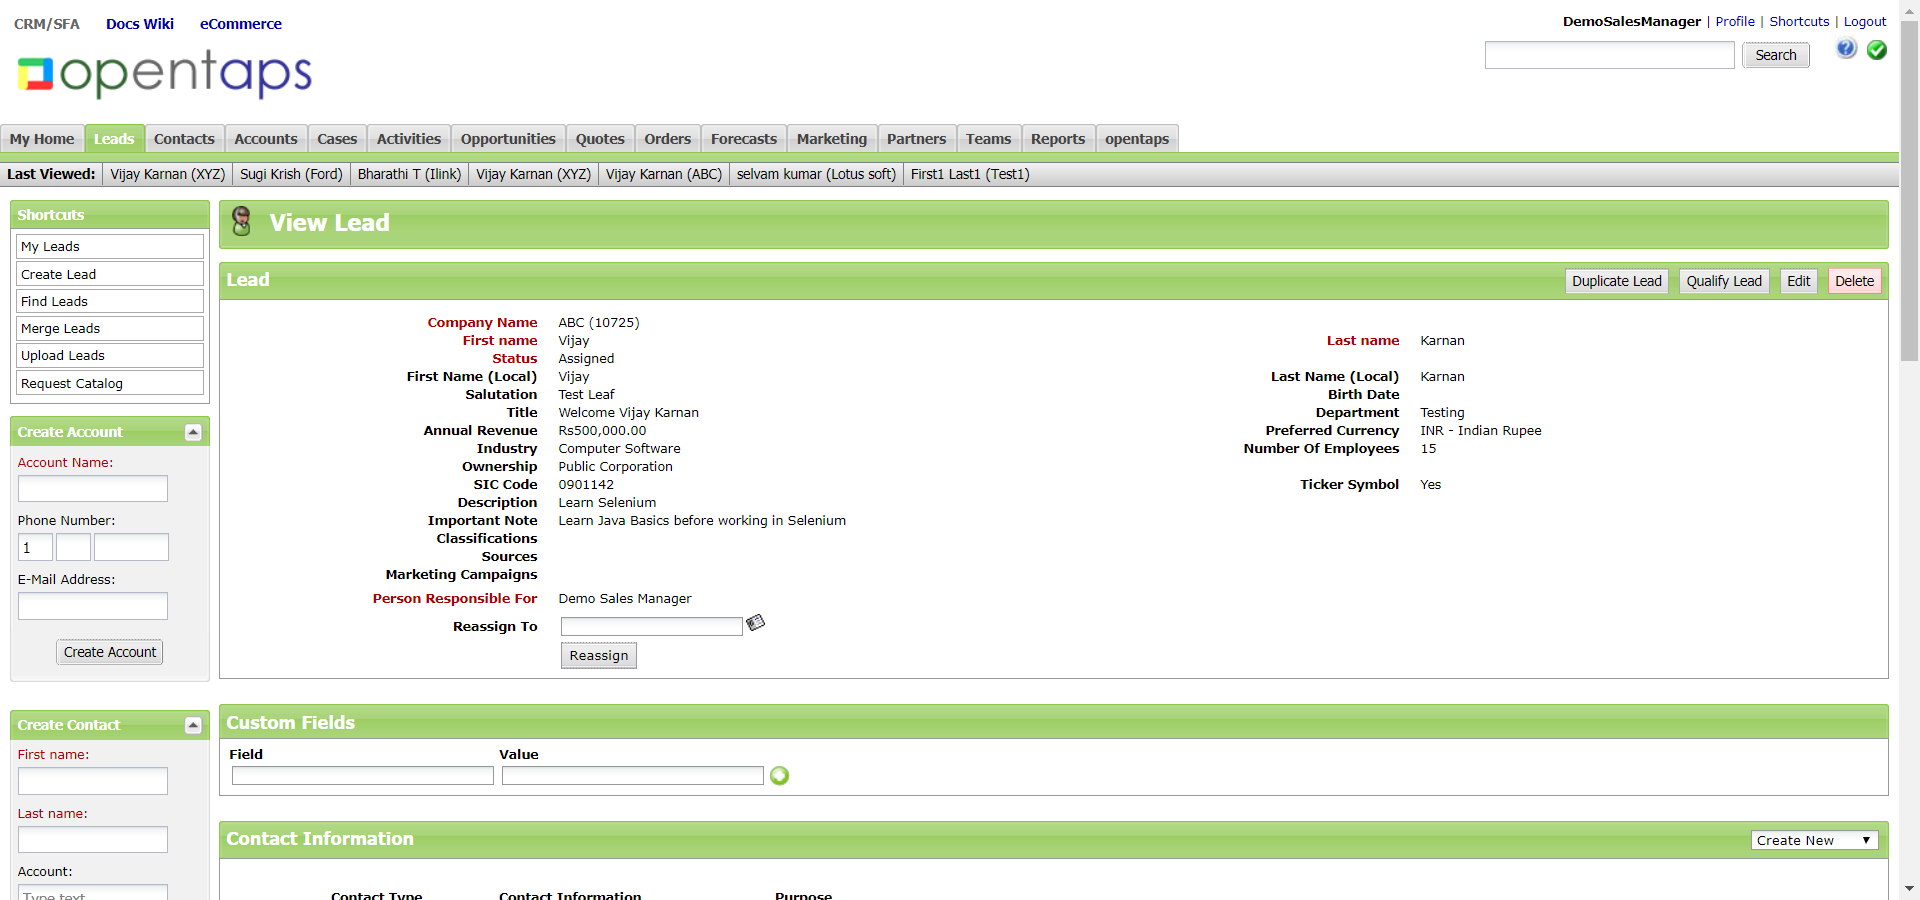 CRM/SFA Docs Wiki eCommerce
DemoSalesManager | Profile | Shortcuts | Logout
opentaps
Search
My Home Leads Contacts Accounts Cases Activities Opportunities Quotes Orders Forecasts Marketing Partners Teams Reports opentaps
Last Viewed: Vijay Karnan (XYZ) Sugi Krish (Ford) Bharathi T (Ilink) Vijay Karnan (XYZ) Vijay Karnan (ABC) selvam kumar (Lotus soft) First1 Last1 (Test1)
Shortcuts
My Leads
Create Lead
Find Leads
Merge Leads
Upload Leads
Request Catalog
Create Account
Account Name:
Phone Number:
1
E-Mail Address:
Create Account
Create Contact
First name:
Last name:
Account:
Type text
View Lead
Lead
Duplicate Lead Qualify Lead Edit Delete
Company Name ABC (10725)
First name Vijay Last name Karnan
Status Assigned
First Name (Local) Vijay Last Name (Local) Karnan
Salutation Test Leaf Birth Date
Title Welcome Vijay Karnan Department Testing
Annual Revenue Rs500,000.00 Preferred Currency INR - Indian Rupee
Industry Computer Software Number Of Employees 15
Ownership Public Corporation
SIC Code 0901142 Ticker Symbol Yes
Description Learn Selenium
Important Note Learn Java Basics before working in Selenium
Classifications
Sources
Marketing Campaigns
Person Responsible For Demo Sales Manager
Reassign To
Reassign
Custom Fields
Field Value
Contact Information
Create New
Contact Type Contact Information Purpose